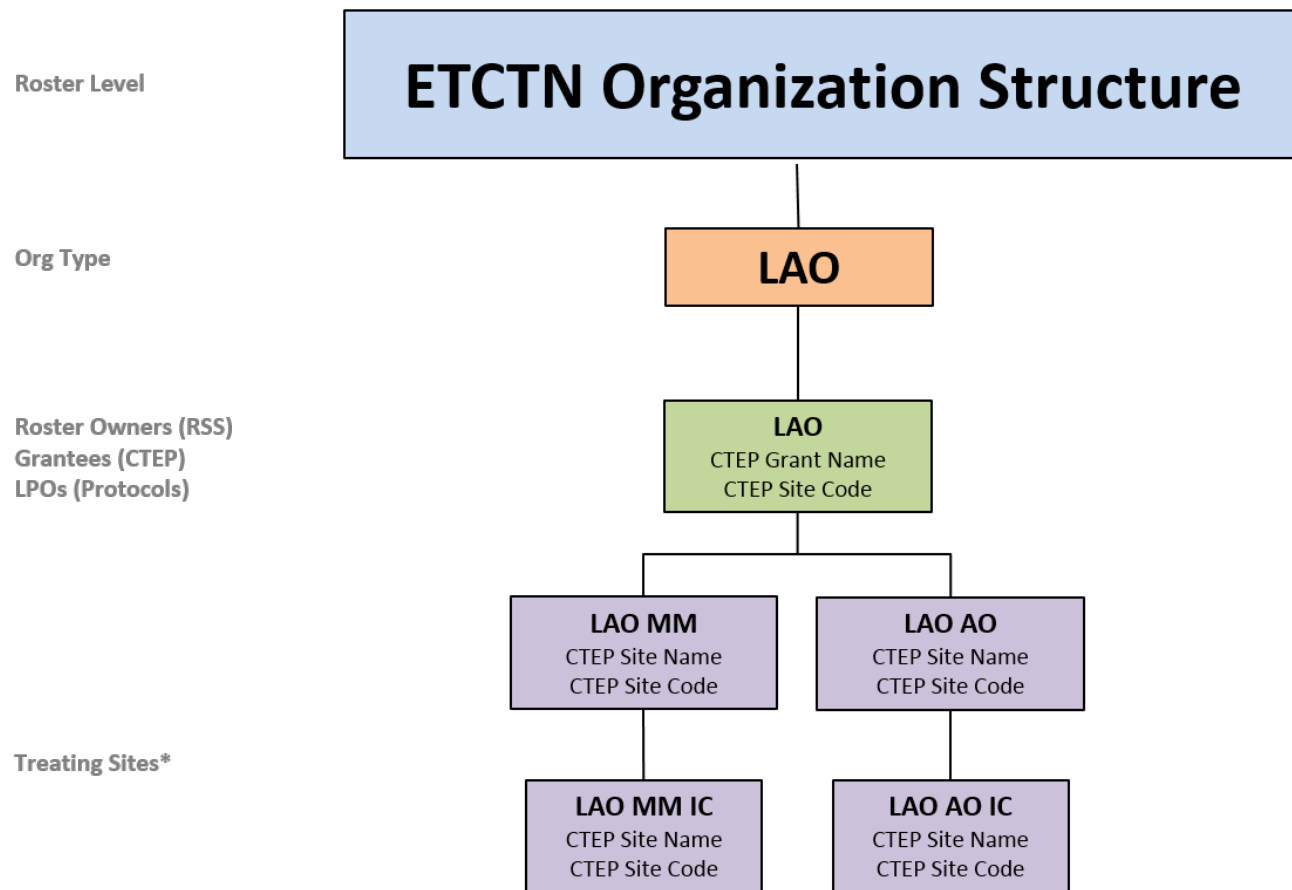 Roster Level
ETCTN Organization Structure
Org Type
LAO
Roster Owners (RSS)
Grantees (CTEP)
LPOs (Protocols)
LAO
CTEP Grant Name
CTEP Site Code
LAO MM
CTEP Site Name
CTEP Site Code
LAO AO
CTEP Site Name
CTEP Site Code
Treating Sites*
LAO MM IC
CTEP Site Name
CTEP Site Code
LAO AO IC
CTEP Site Name
CTEP Site Code